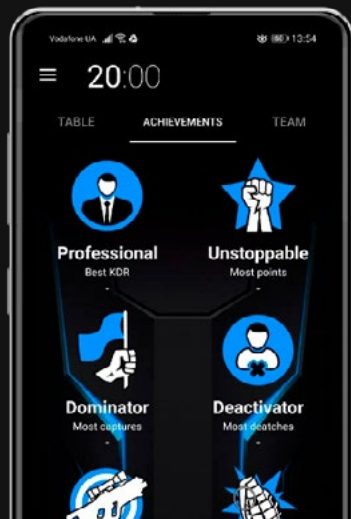 Vodafone UA 13:54
20:00
TABLE ACHIEVEMENTS TEAM
Professional Unstoppable
Best KDR Most points
- -
Dominator Deactivator
Most captures Most deatches
- -